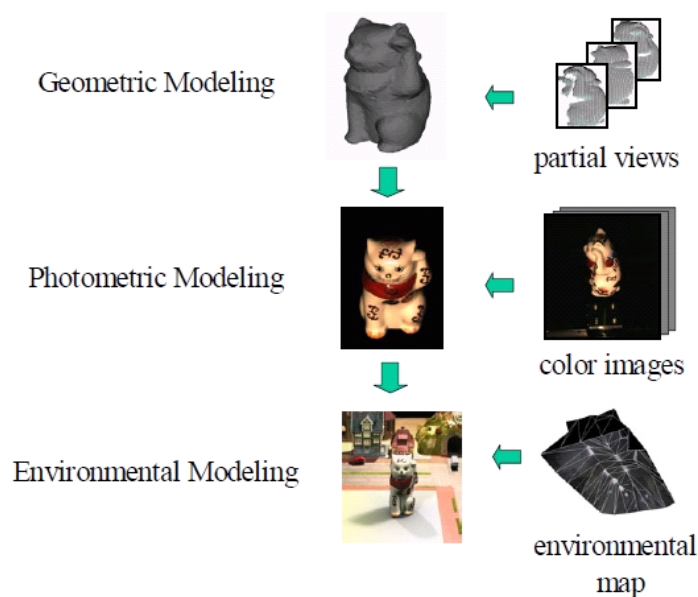 Geometric Modeling
partial views
Photometric Modeling
color images
Environmental Modeling
environmental
map